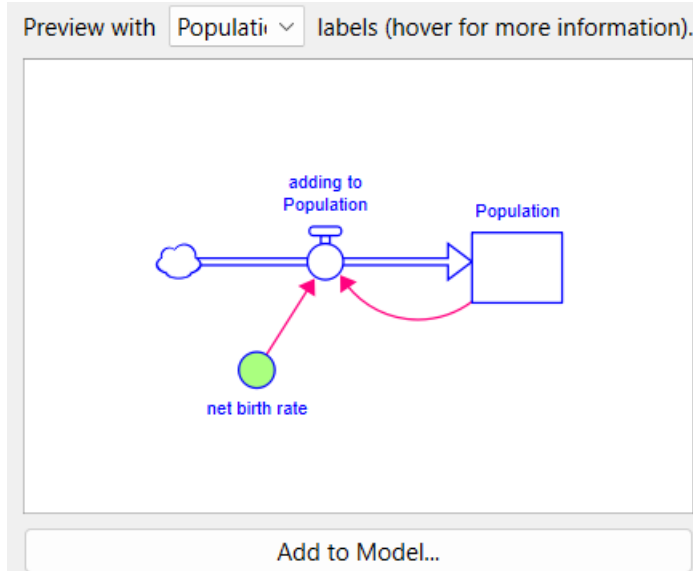 Preview with Populati labels (hover for more information).
adding to
Population
Population
net birth rate
Add to Model...